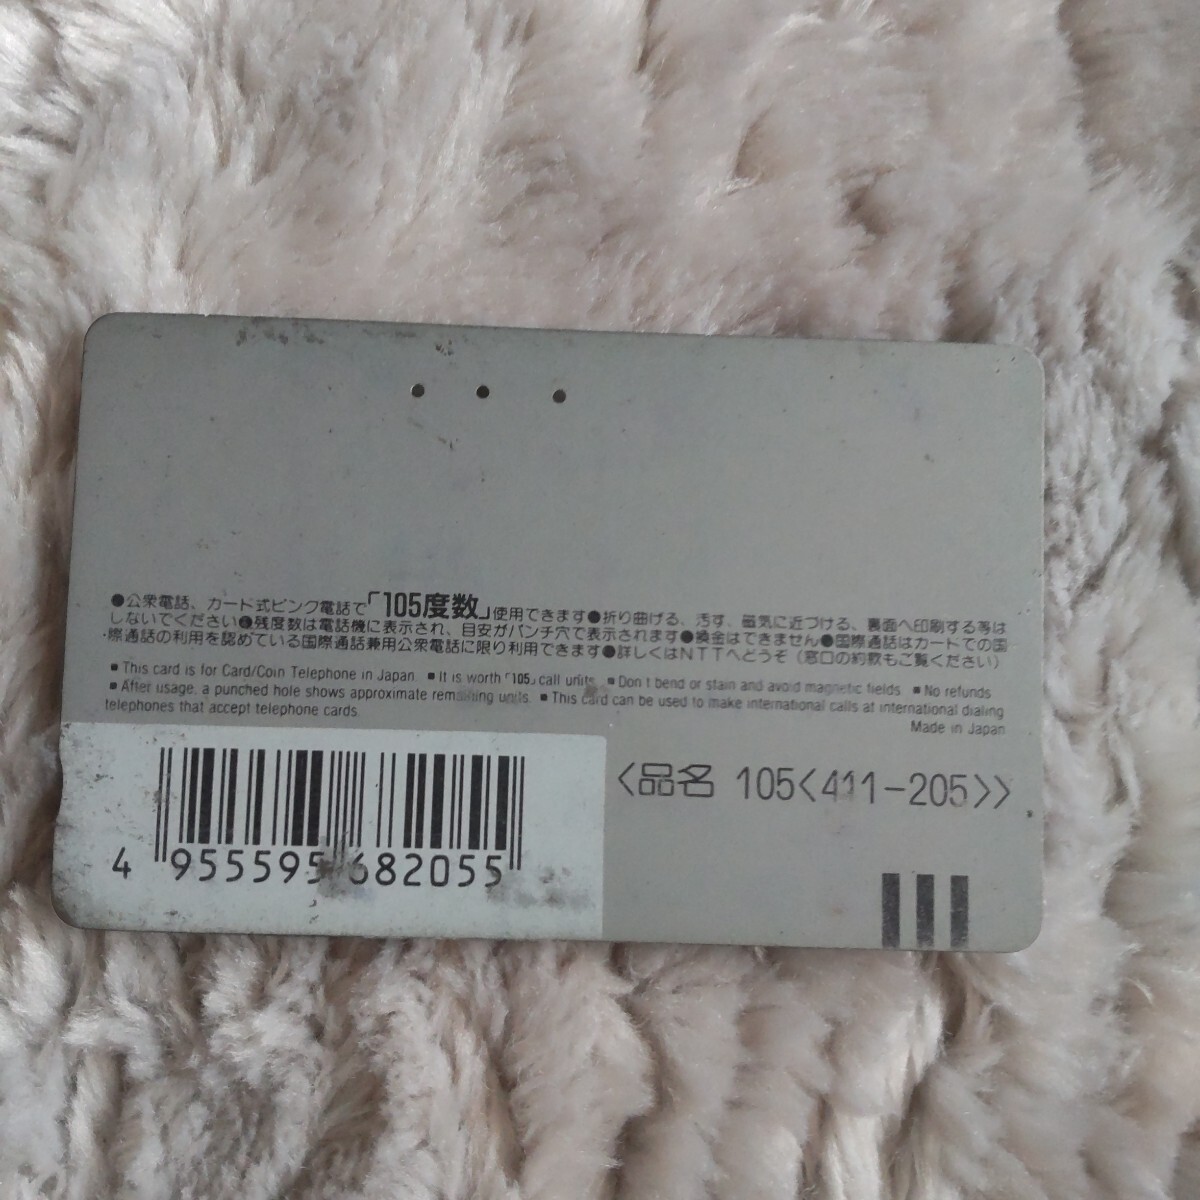 ●公衆電話、カード式ピンク電話で「105度数」使用できます●折り曲げる、汚す、磁気に近づける、裏面へ印刷する等は
しないでください●残度数は電話機に表示され、目安がパンチ穴で表示されます●換金はできません●国際通話はカードでの国
際通話の利用を認めている国際通話兼用公衆電話に限り利用できます●詳しくはNTTへどうぞ（窓口の約款もご覧ください）
■ This card is for Card/Coin Telephone in Japan. ■ It is worth「105」call units. ■ Don't bend or stain and avoid magnetic fields. ■ No refunds
■ After usage, a punched hole shows approximate remaining units. ■ This card can be used to make international calls at international dialing
telephones that accept telephone cards.
Made in Japan
<品名 105<411-205>>
4 955595 682055